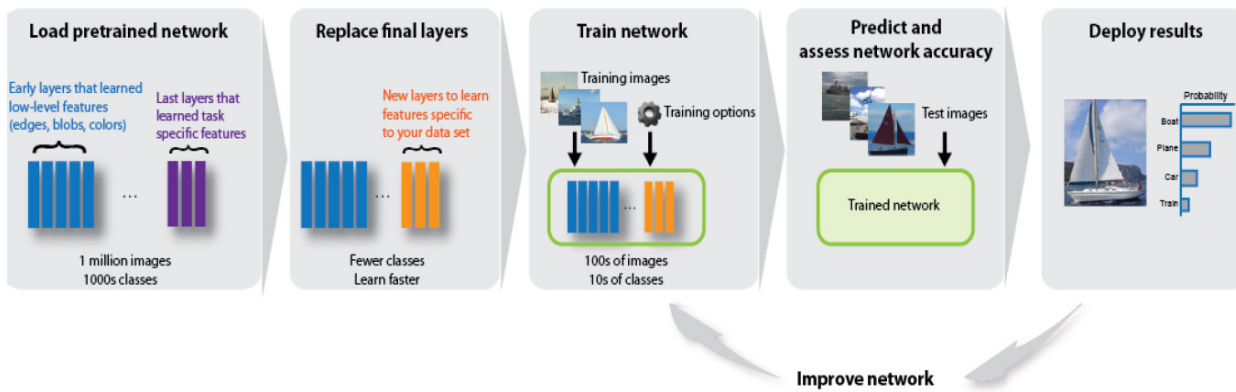 Load pretrained network
Early layers that learned
low-level features
(edges, blobs, colors)
Last layers that
learned task
specific features
...
1 million images
1000s classes
Replace final layers
New layers to learn
features specific
to your data set
...
Fewer classes
Learn faster
Train network
Training images
Training options
...
100s of images
10s of classes
Predict and
assess network accuracy
Test images
Trained network
Deploy results
Probability
Boat
Plane
Car
Train
Improve network